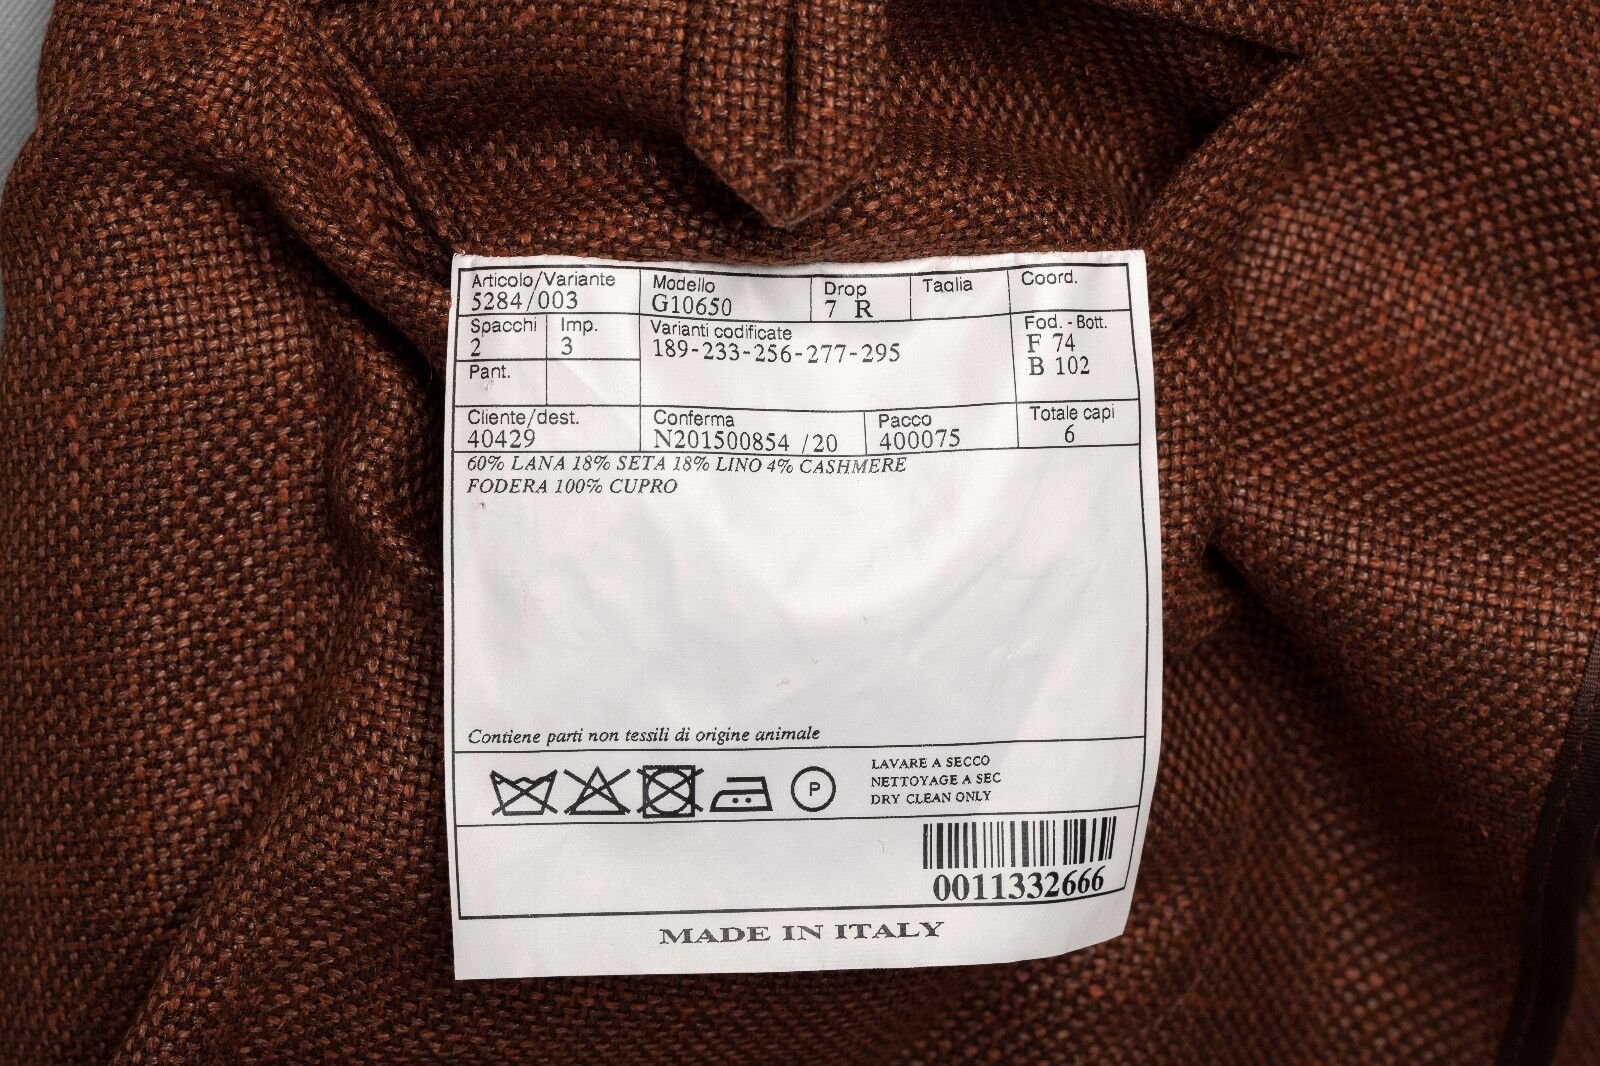 Articolo/Variante
5284/003
Modello
G10650
Drop
7 R
Taglia
Coord.
Spacchi
2
Imp.
3
Varianti codificate
189-233-256-277-295
Fod. - Bott.
F 74
B 102
Pant.
Cliente/dest.
40429
Conferma
N201500854 /20
Pacco
400075
Totale capi
6
60% LANA 18% SETA 18% LINO 4% CASHMERE
FODERA 100% CUPRO
Contiene parti non tessili di origine animale
P
LAVARE A SECCO
NETTOYAGE A SEC
DRY CLEAN ONLY
0011332666
MADE IN ITALY